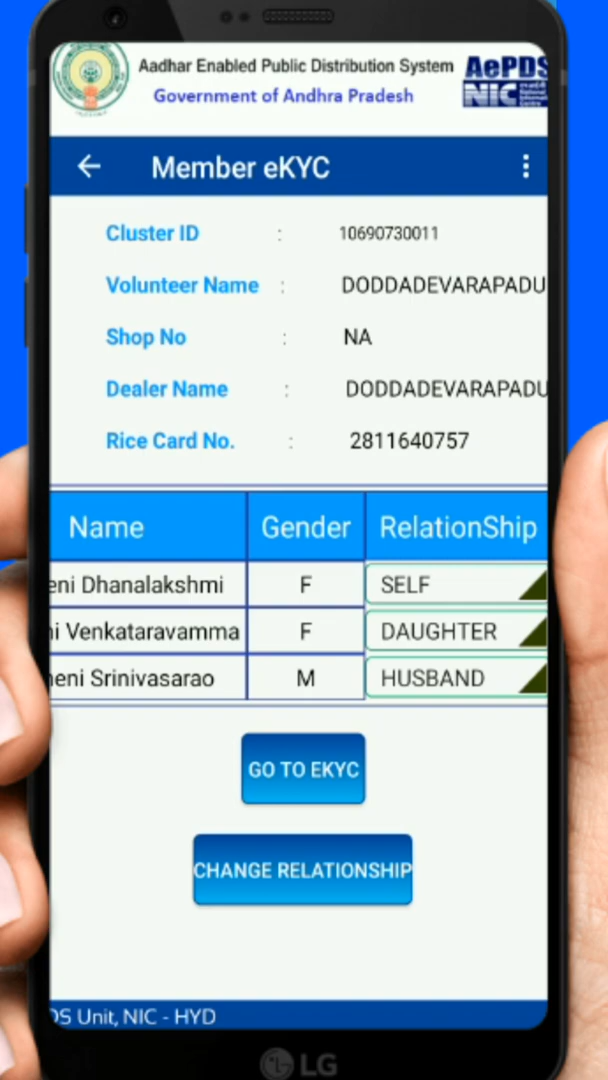 Aadhar Enabled Public Distribution System
Government of Andhra Pradesh
AePDS
NIC
Member eKYC
Cluster ID : 10690730011
Volunteer Name : DODDADEVARAPADU
Shop No : NA
Dealer Name : DODDADEVARAPADU
Rice Card No. : 2811640757
Name Gender RelationShip
eni Dhanalakshmi F SELF
ni Venkataravamma F DAUGHTER
neni Srinivasarao M HUSBAND
GO TO EKYC
CHANGE RELATIONSHIP
DS Unit, NIC - HYD
LG